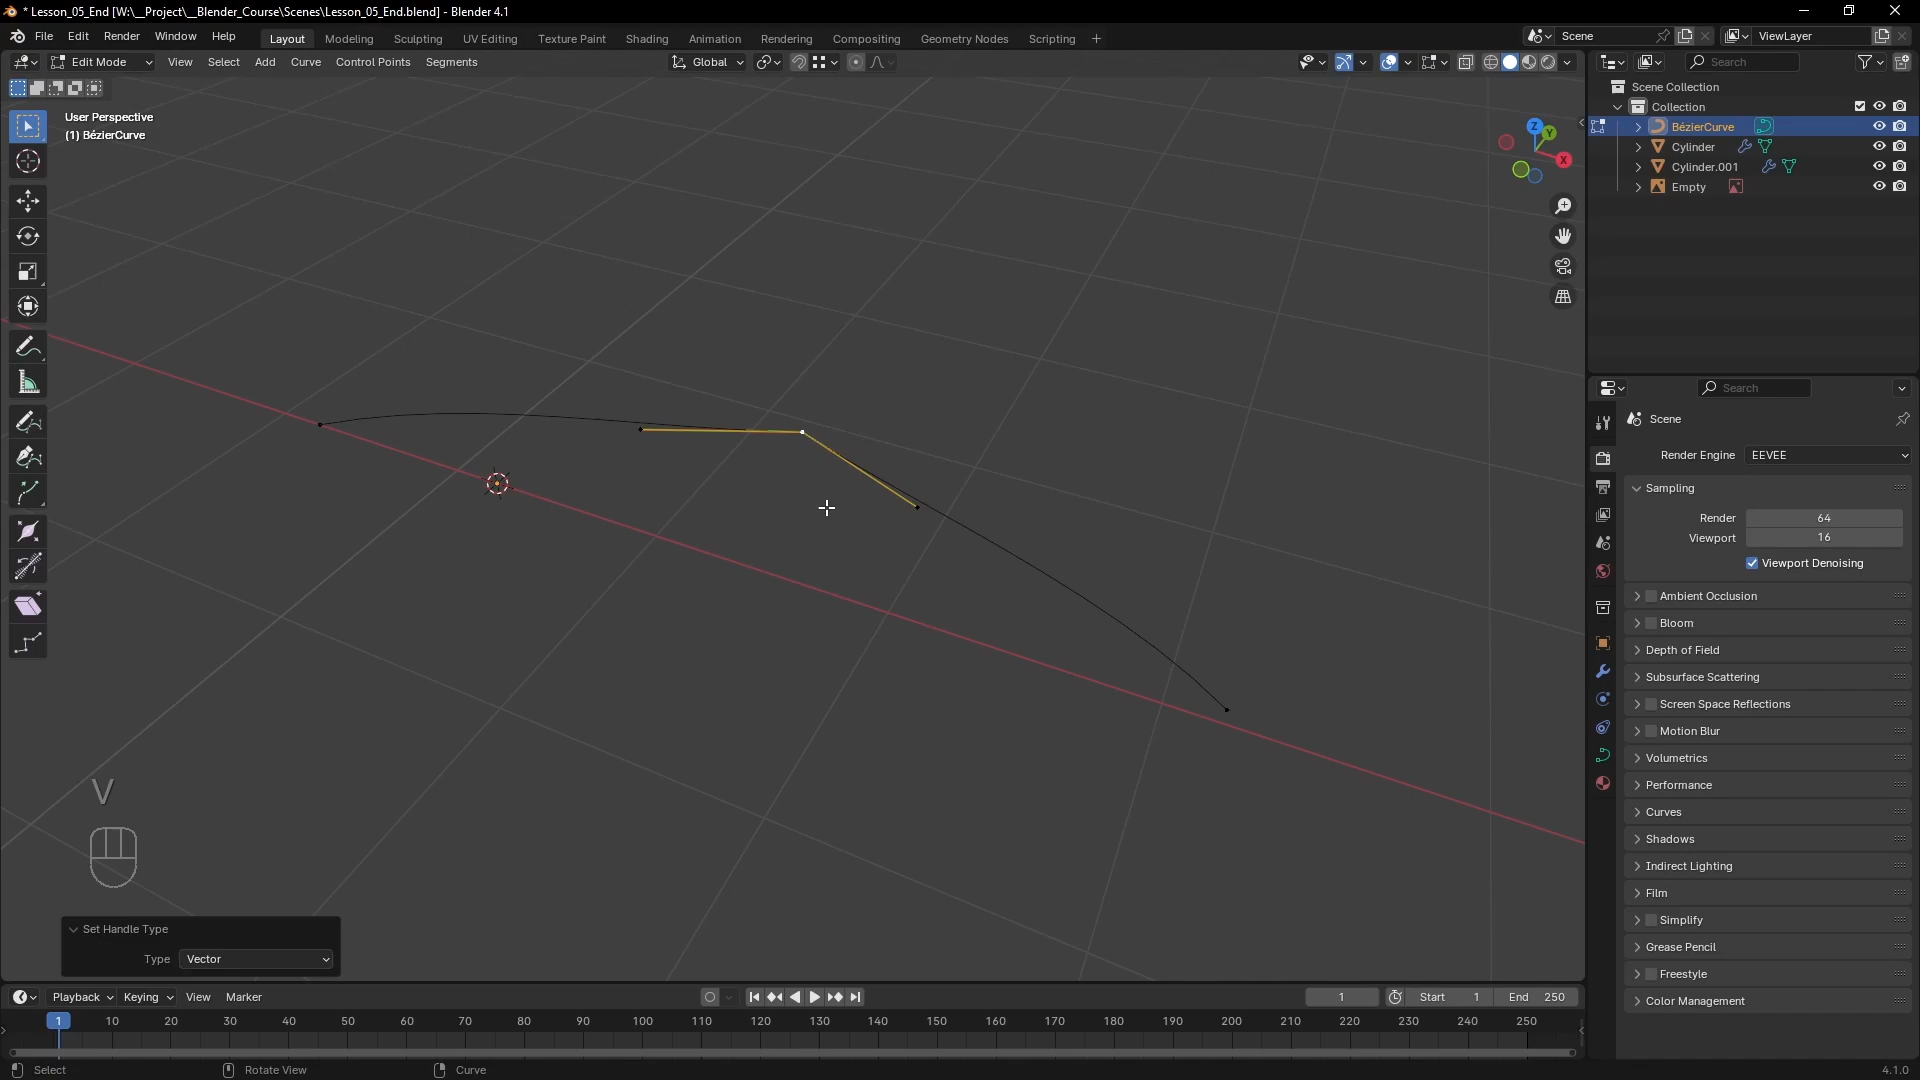 * Lesson_05_End [W:\__Project\__Blender_Course\Scenes\Lesson_05_End.blend] - Blender 4.1
File Edit Render Window Help
Layout Modeling Sculpting UV Editing Texture Paint Shading Animation Rendering Compositing Geometry Nodes Scripting +
Scene
ViewLayer
Edit Mode View Select Add Curve Control Points Segments
Global
Search
User Perspective
(1) BézierCurve
Z
Y
X
Scene Collection
Collection
BézierCurve
Cylinder
Cylinder.001
Empty
Search
Scene
Render Engine EEVEE
Sampling
Render 64
Viewport 16
Viewport Denoising
Ambient Occlusion
Bloom
Depth of Field
Subsurface Scattering
Screen Space Reflections
Motion Blur
Volumetrics
Performance
Curves
Shadows
Indirect Lighting
Film
Simplify
Grease Pencil
Freestyle
Color Management
V
Set Handle Type
Type Vector
Playback Keying View Marker
1 Start 1 End 250
1 10 20 30 40 50 60 70 80 90 100 110 120 130 140 150 160 170 180 190 200 210 220 230 240 250
Select Rotate View Curve 4.1.0